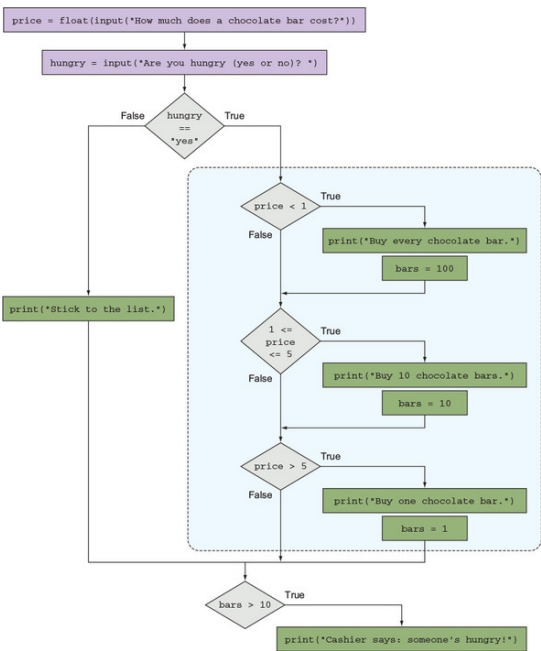 price = float(input("How much does a chocolate bar cost?"))
hungry = input("Are you hungry (yes or no)? ")
False
hungry
==
"yes"
True
price < 1
True
False
print("Buy every chocolate bar.")
bars = 100
print("Stick to the list.")
1 <=
price
<= 5
True
False
print("Buy 10 chocolate bars.")
bars = 10
price > 5
True
False
print("Buy one chocolate bar.")
bars = 1
bars > 10
True
print("Cashier says: someone's hungry!")